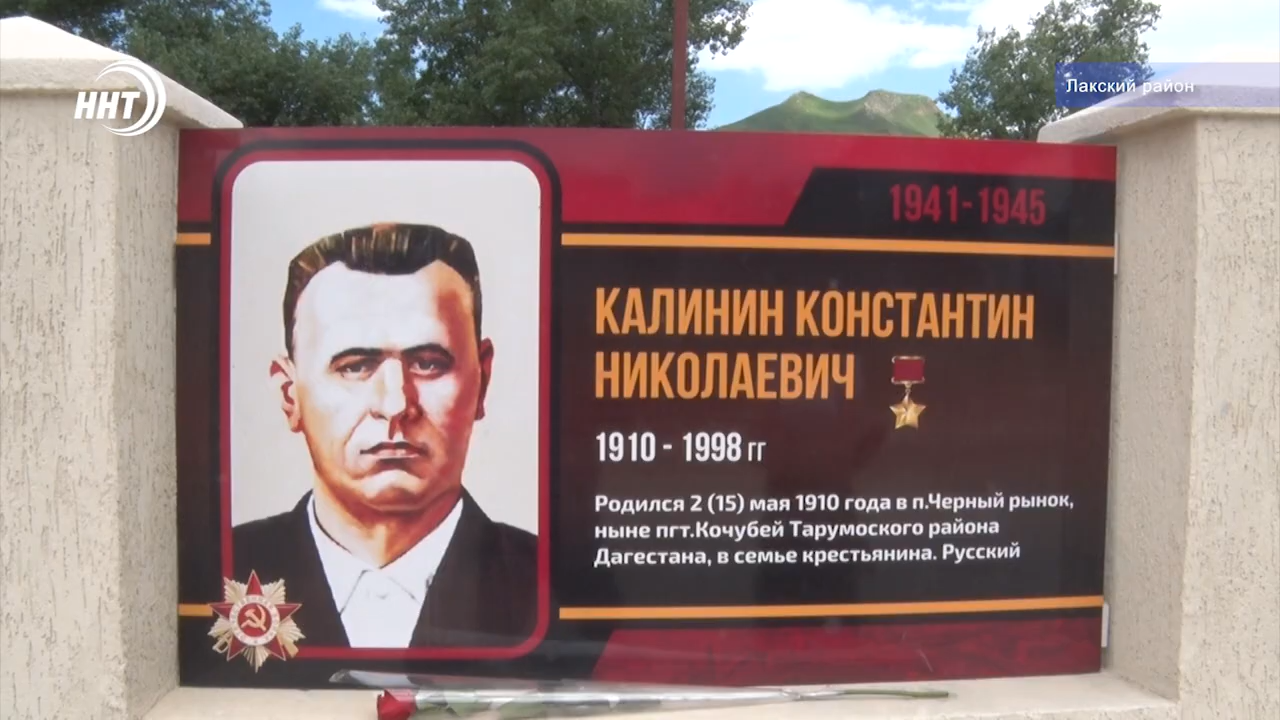 ННТ
Лакский район
1941-1945
КАЛИНИН КОНСТАНТИН
НИКОЛАЕВИЧ
1910 - 1998 гг
Родился 2 (15) мая 1910 года в п.Черный рынок,
ныне пгт.Кочубей Тарумоского района
Дагестана, в семье крестьянина. Русский